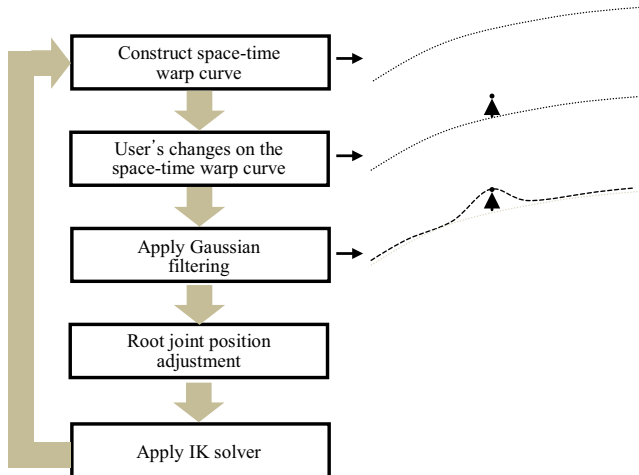 Construct space-time
warp curve
User’s changes on the
space-time warp curve
Apply Gaussian
filtering
Root joint position
adjustment
Apply IK solver